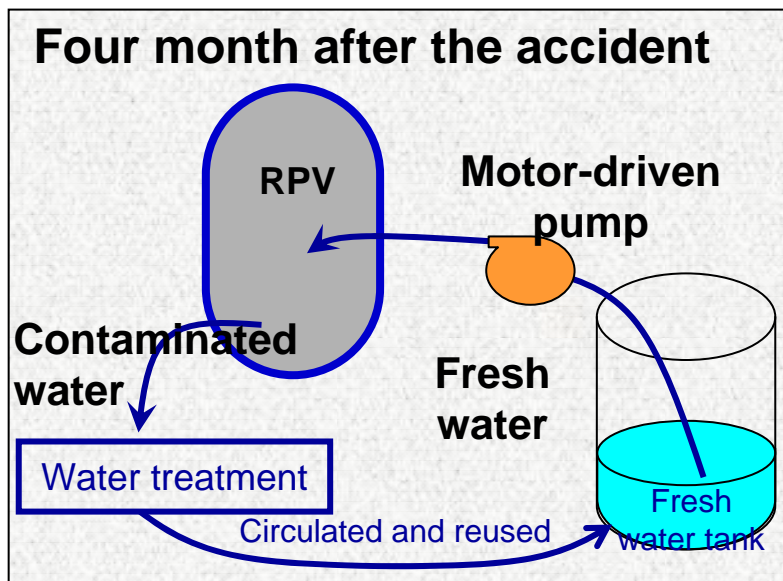 Four month after the accident
RPV
Motor-driven
pump
Contaminated
water
Fresh
water
Water treatment
Circulated and reused
Fresh
water tank